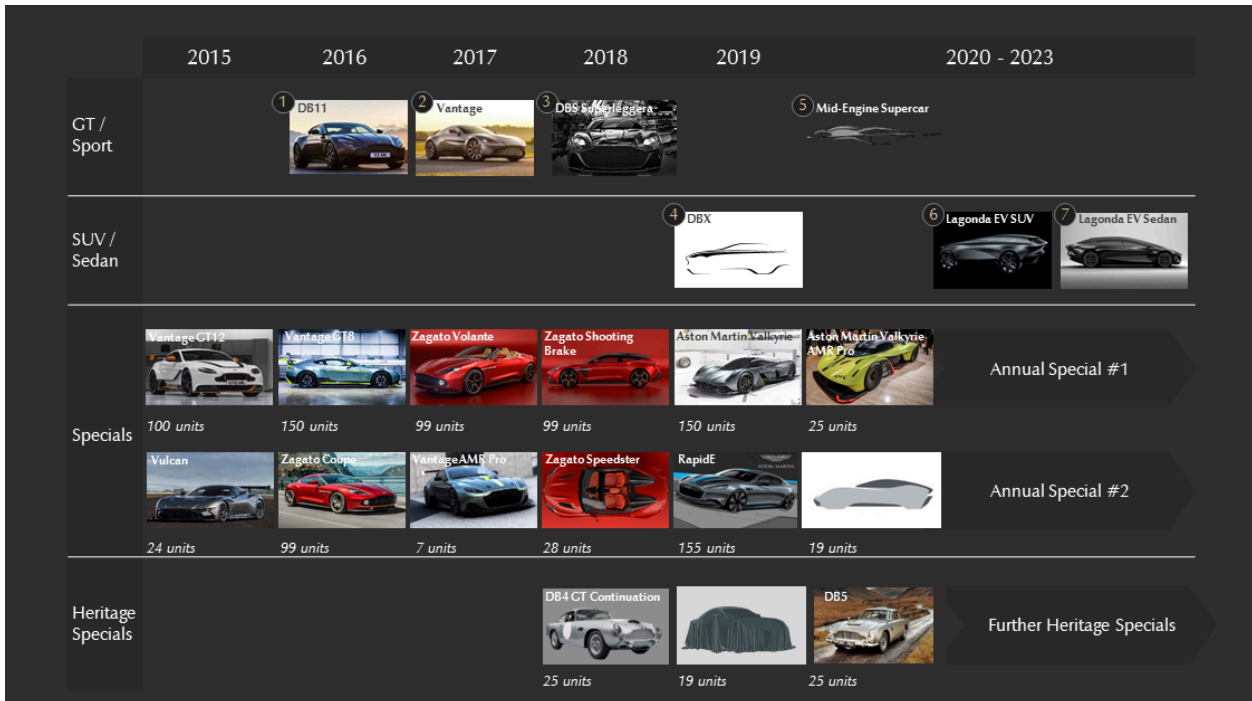 2015 2016 2017 2018 2019 2020 - 2023
GT /
Sport
1 DB11
2 Vantage
3 DBS Superleggera
5 Mid-Engine Supercar
SUV /
Sedan
4 DBX
6 Lagonda EV SUV
7 Lagonda EV Sedan
Specials
Vantage GT12
100 units
Vantage GT8
150 units
Zagato Volante
99 units
Zagato Shooting
Brake
99 units
Aston Martin Valkyrie
150 units
Aston Martin Valkyrie
AMR Pro
25 units
Annual Special #1
Vulcan
24 units
Zagato Coupe
99 units
Vantage AMR Pro
7 units
Zagato Speedster
28 units
RapidE
ASTON MARTIN
155 units
19 units
Annual Special #2
Heritage
Specials
DB4 GT Continuation
25 units
19 units
DB5
25 units
Further Heritage Specials